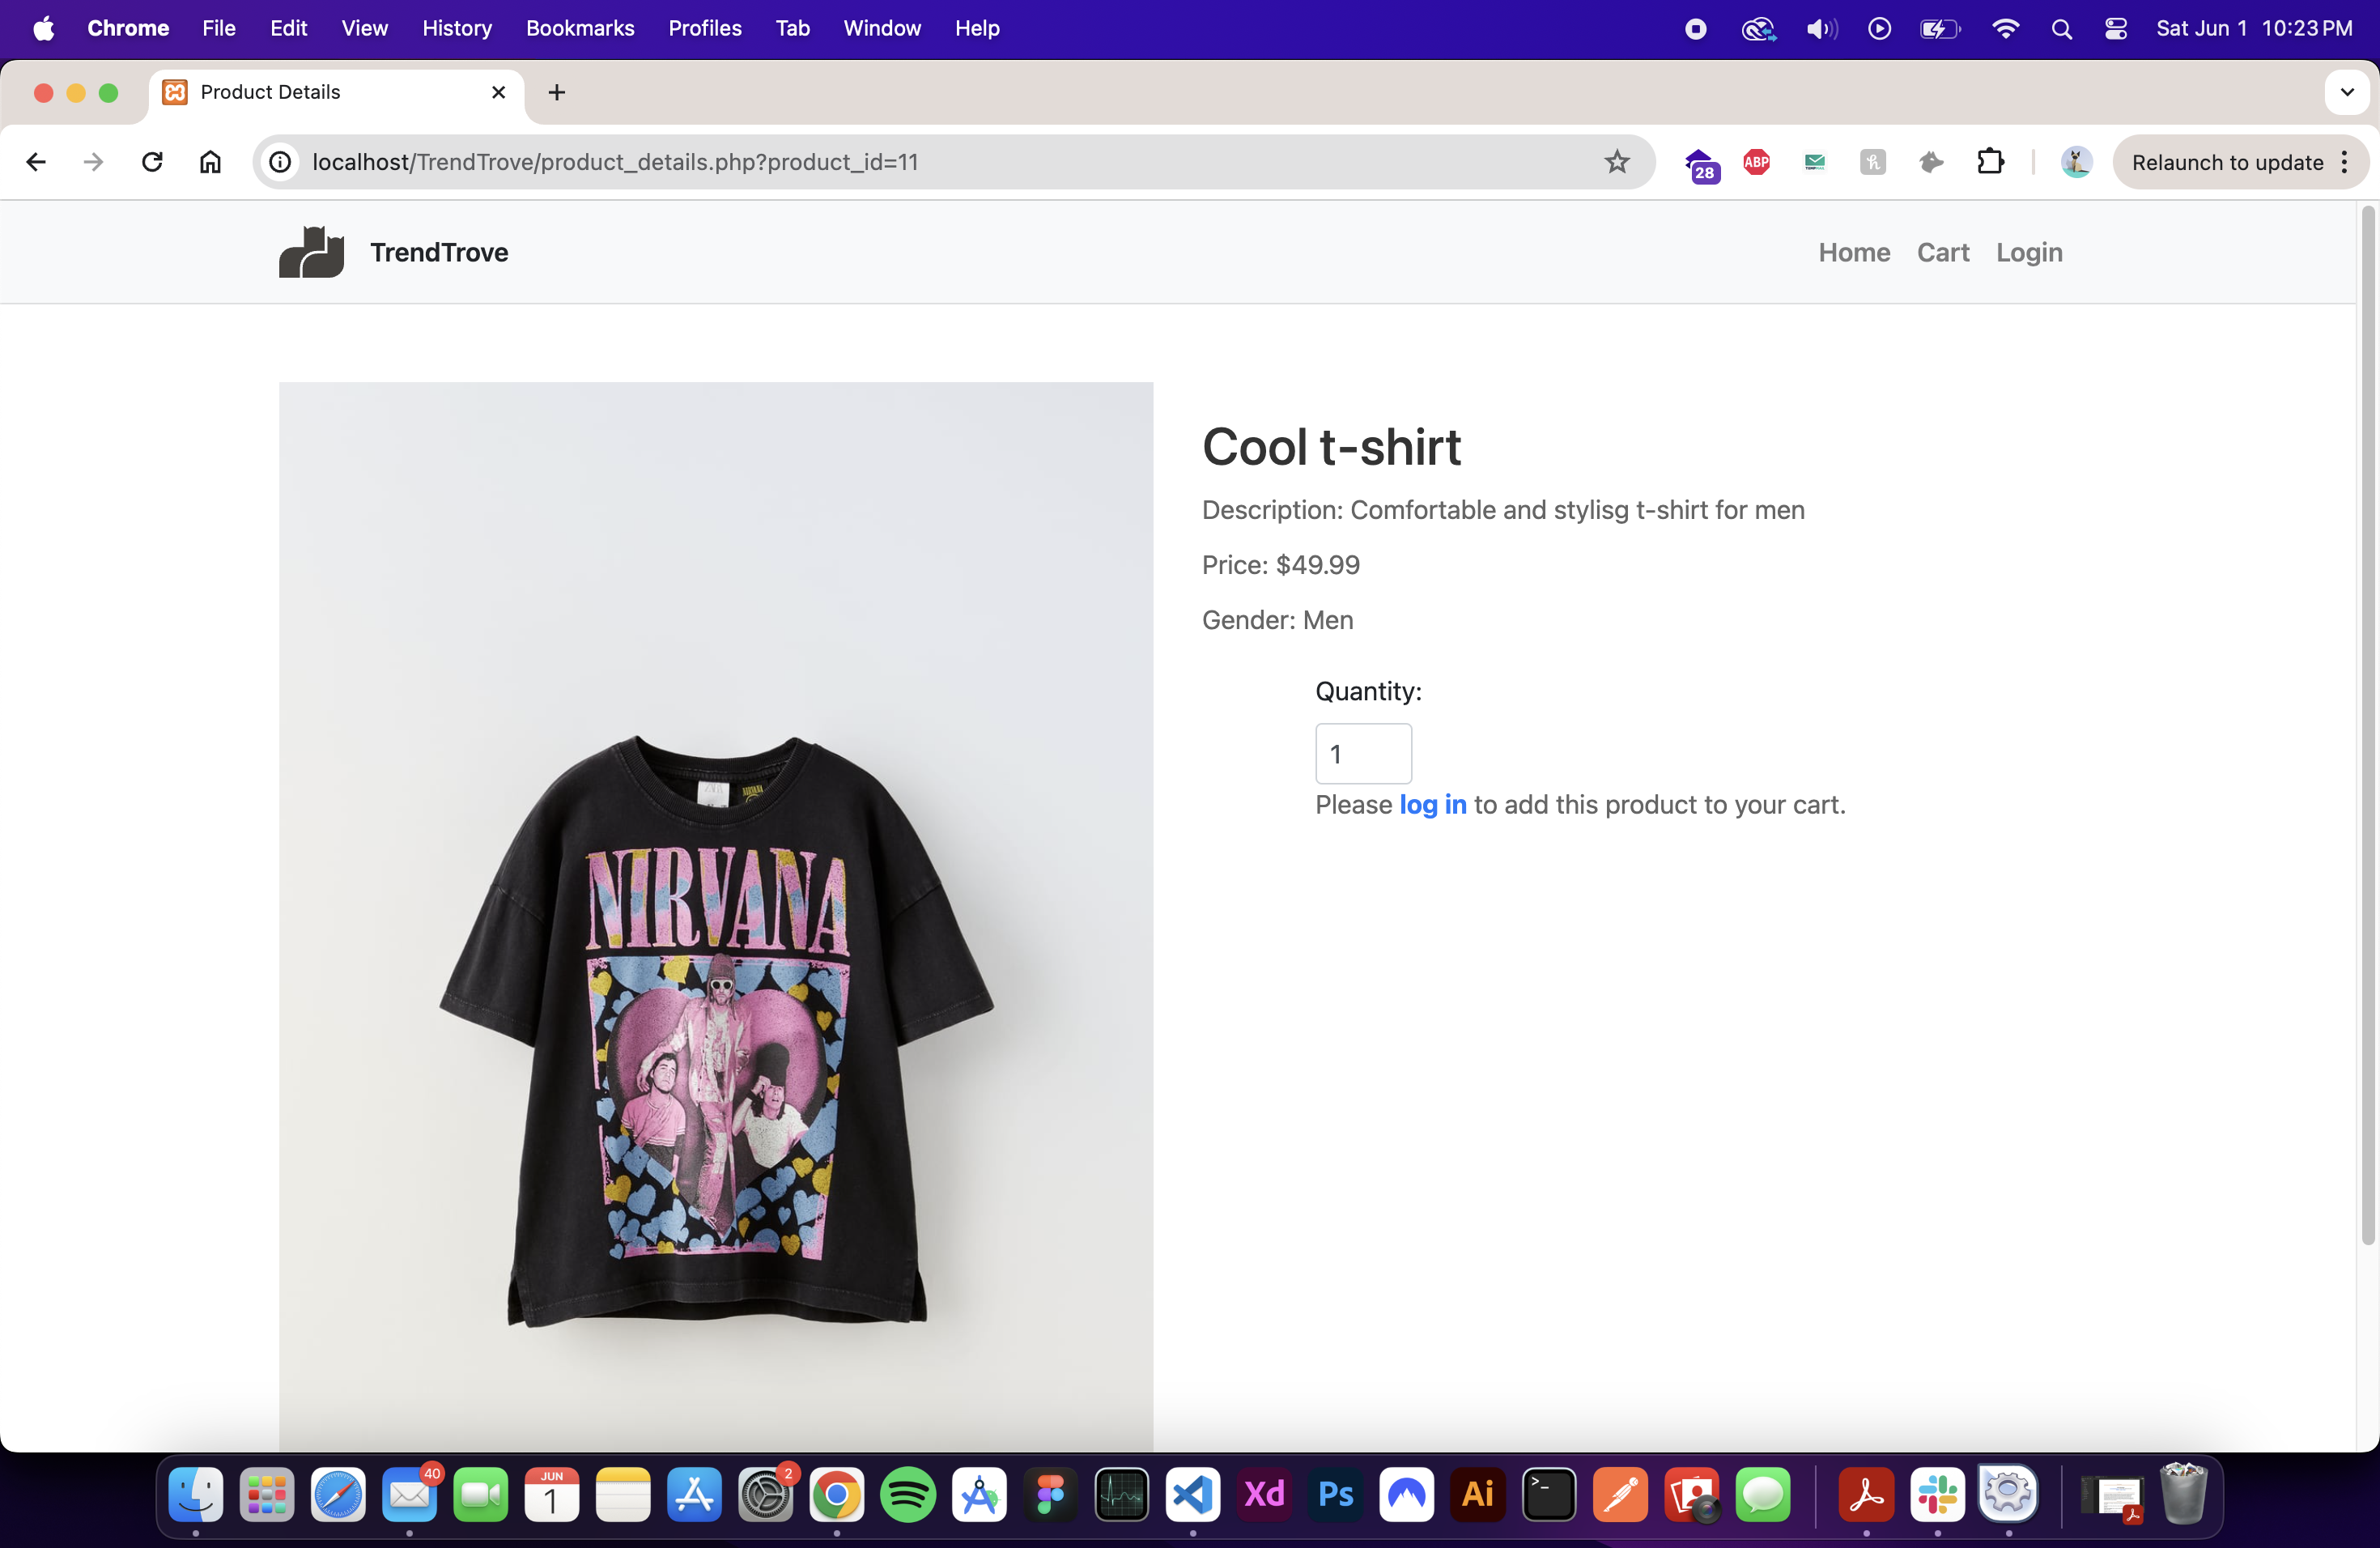 Chrome File Edit View History Bookmarks Profiles Tab Window Help Sat Jun 1 10:23 PM
Product Details
localhost/TrendTrove/product_details.php?product_id=11 28 ABP Relaunch to update
TrendTrove Home Cart Login
Cool t-shirt
Description: Comfortable and stylisg t-shirt for men
Price: $49.99
Gender: Men
Quantity:
1
Please log in to add this product to your cart.
ZARA
NIRVANA
NIRVANA
40 JUN 1 2 Xd Ps Ai >_